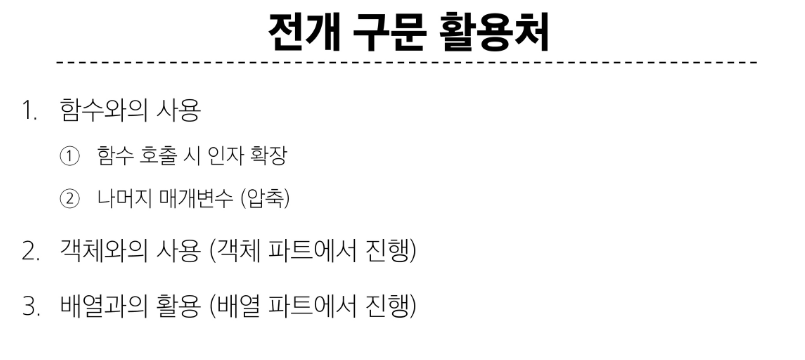 전개 구문 활용처
1. 함수와의 사용
① 함수 호출 시 인자 확장
② 나머지 매개변수 (압축)
2. 객체와의 사용 (객체 파트에서 진행)
3. 배열과의 활용 (배열 파트에서 진행)